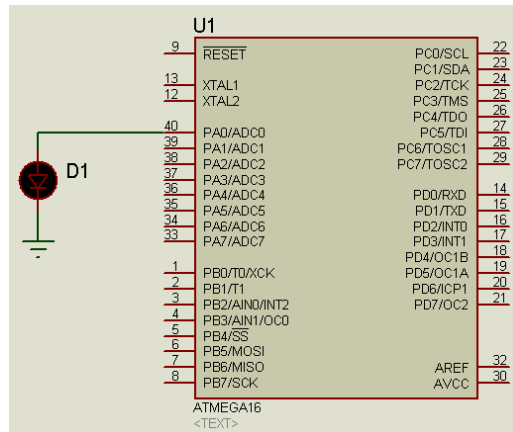 U1
9 RESET PC0/SCL 22
PC1/SDA 23
13 XTAL1 PC2/TCK 24
12 XTAL2 PC3/TMS 25
PC4/TDO 26
40 PA0/ADC0 PC5/TDI 27
39 PA1/ADC1 PC6/TOSC1 28
38 PA2/ADC2 PC7/TOSC2 29
D1
37 PA3/ADC3
36 PA4/ADC4 PD0/RXD 14
35 PA5/ADC5 PD1/TXD 15
34 PA6/ADC6 PD2/INT0 16
33 PA7/ADC7 PD3/INT1 17
PD4/OC1B 18
1 PB0/T0/XCK PD5/OC1A 19
2 PB1/T1 PD6/ICP1 20
3 PB2/AIN0/INT2 PD7/OC2 21
4 PB3/AIN1/OC0
5 PB4/SS
6 PB5/MOSI
7 PB6/MISO AREF 32
8 PB7/SCK AVCC 30
ATMEGA16
<TEXT>